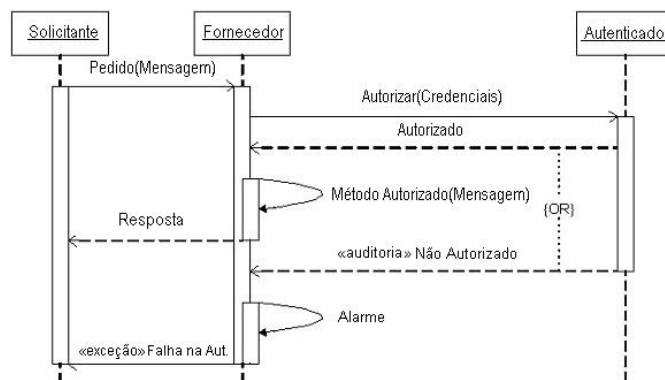 Solicitante
Fornecedor
Autenticado
Pedido(Mensagem)
Autorizar(Credenciais)
Autorizado
Método Autorizado(Mensagem)
{OR}
Resposta
«auditoria» Não Autorizado
Alarme
«exceção»Falha na Aut.